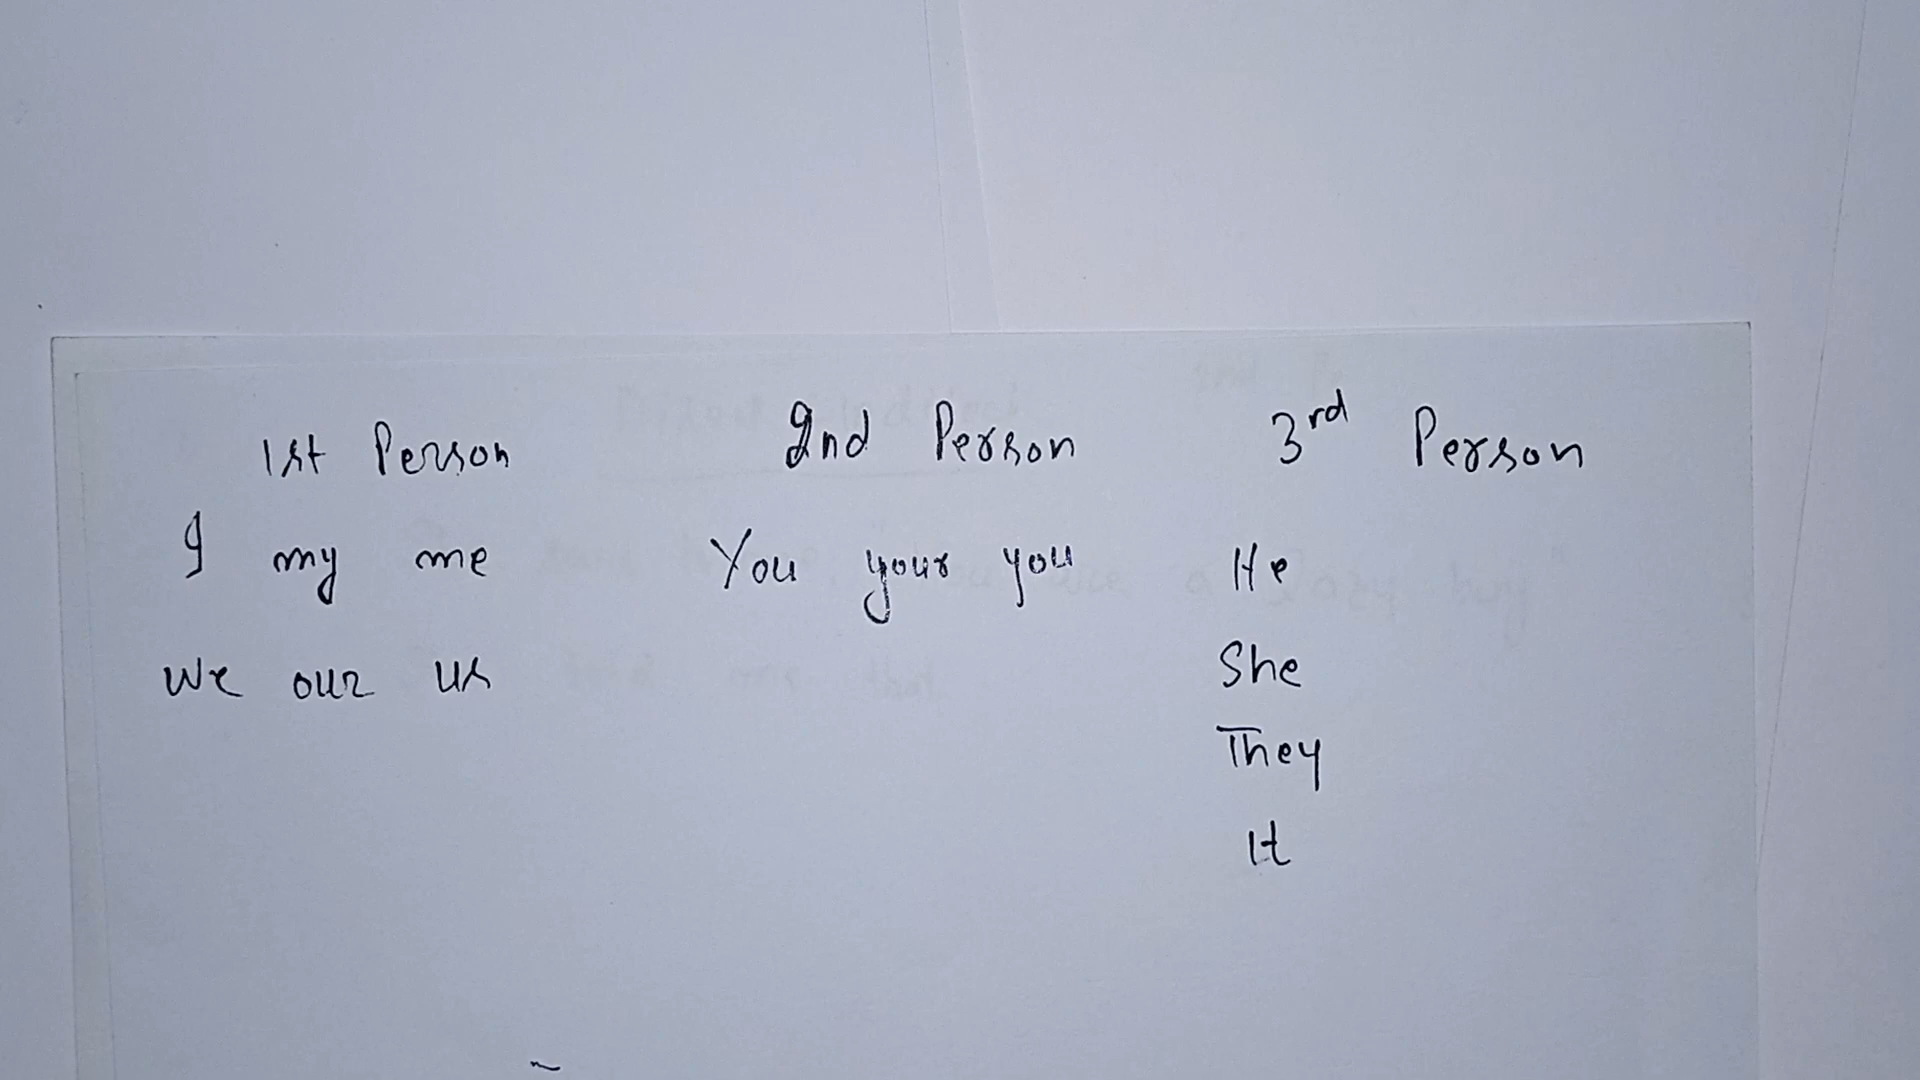 1st Person 2nd Person 3rd Person
I my me You your you He
We our us She
They
It